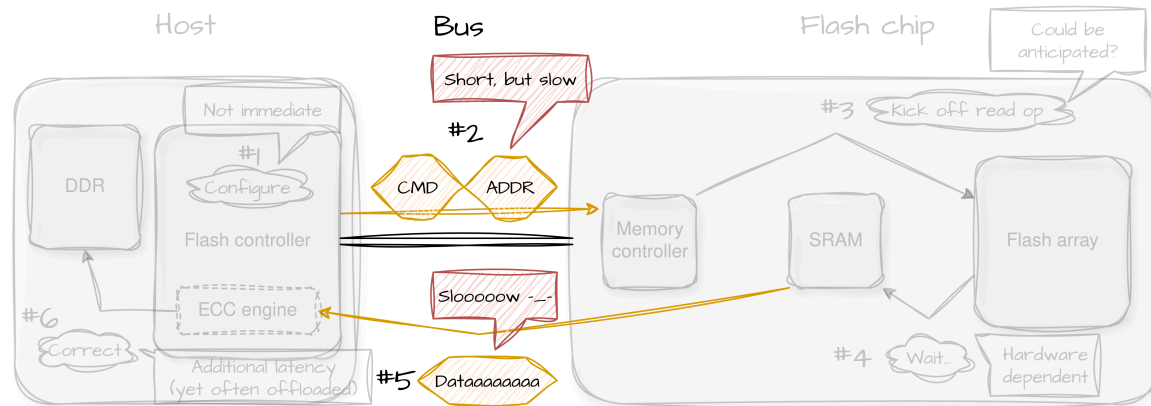 Host
Bus
Flash chip
Could be
anticipated?
Short, but slow
Not immediate
#3
Kick off read op
#2
#1
Configure
CMD
ADDR
DDR
Flash controller
Memory
controller
SRAM
Flash array
Slooooow -_-
ECC engine
#6
Correct
Additional latency
(yet often offloaded)
#5
Dataaaaaaaaa
#4
Wait...
Hardware
dependent